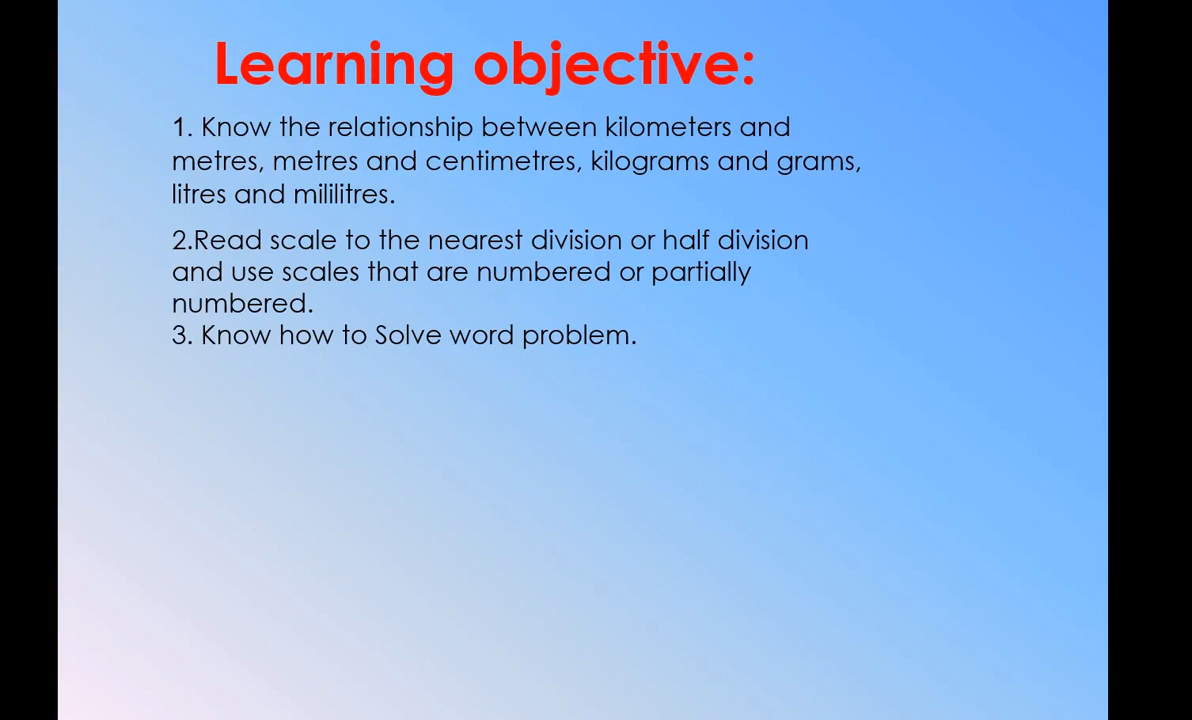 Learning objective:
1. Know the relationship between kilometers and
metres, metres and centimetres, kilograms and grams,
litres and mililitres.
2.Read scale to the nearest division or half division
and use scales that are numbered or partially
numbered.
3. Know how to Solve word problem.